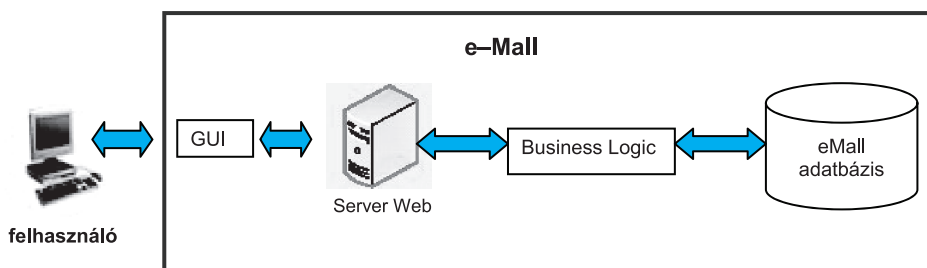 e–Mall
GUI
Server Web
Business Logic
eMall
adatbázis
felhasználó